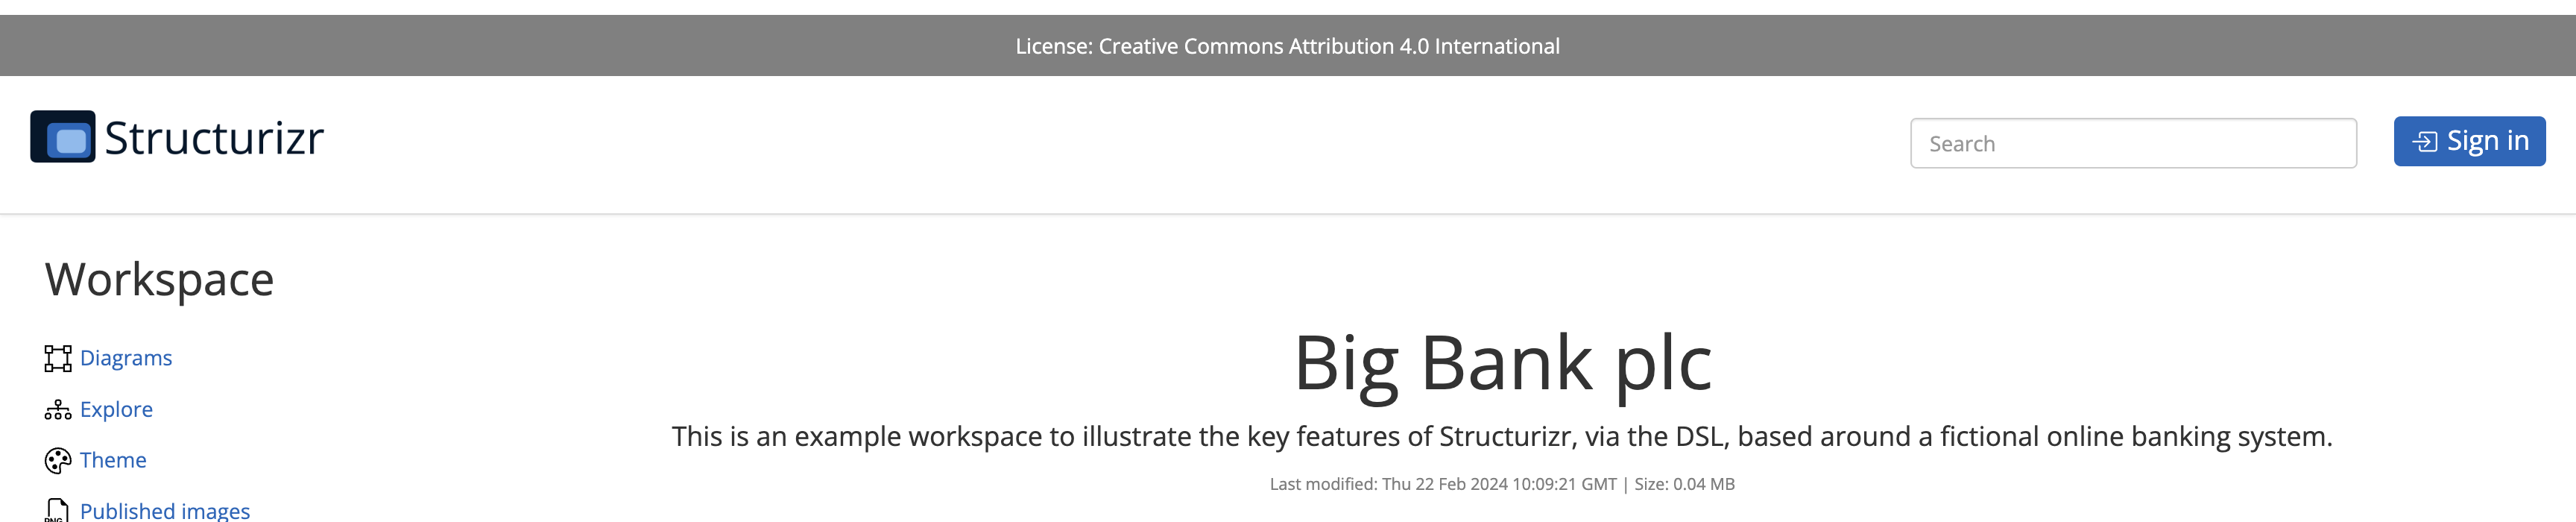 License: Creative Commons Attribution 4.0 International
Structurizr
Search
Sign in
Workspace
Diagrams
Explore
Theme
Published images
Big Bank plc
This is an example workspace to illustrate the key features of Structurizr, via the DSL, based around a fictional online banking system.
Last modified: Thu 22 Feb 2024 10:09:21 GMT | Size: 0.04 MB